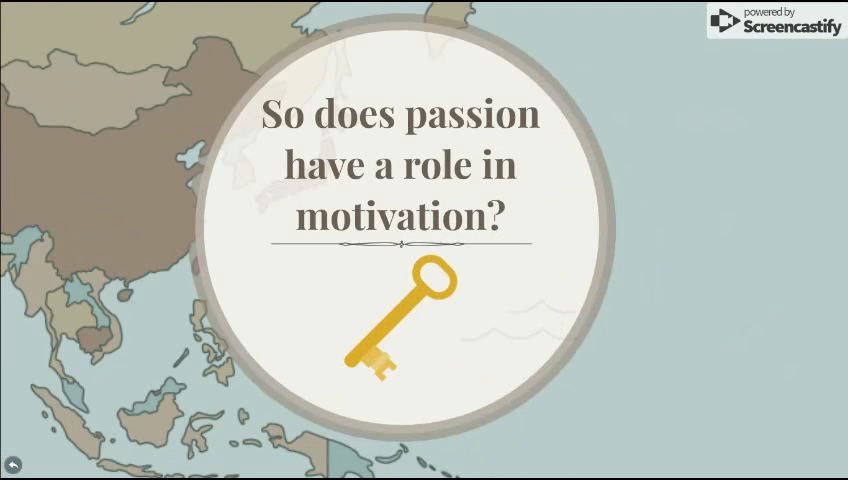 powered by
Screencastify
So does passion
have a role in
motivation?